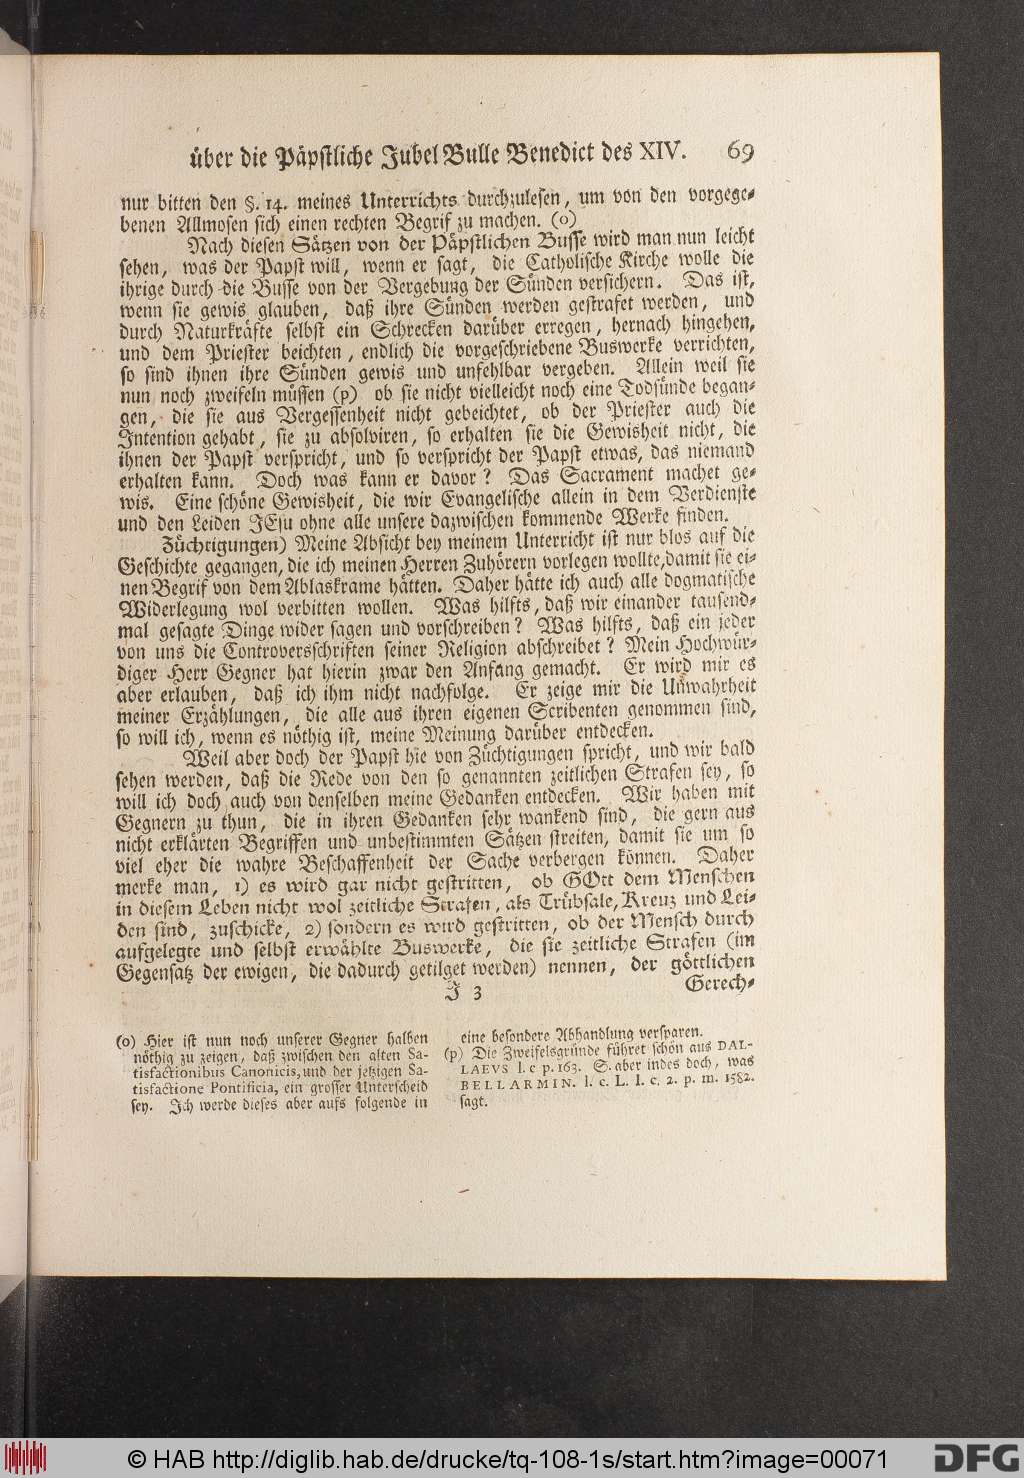 über die Päpstliche Jubel Bulle Benedict des XIV. 69
nur bitten den §. 14. meines Unterrichts durchzulesen, um von den vorgege-
benen Allmosen sich einen rechten Begrif zu machen. (o)
Nach diesen Sätzen von der Päpstlichen Busse wird man nun leicht
sehen, was der Papst will, wenn er sagt, die Catholische Kirche wolle die
ihrige durch die Busse von der Vergebung der Sünden versichern. Das ist,
wenn sie gewis glauben, daß ihre Sünden werden gestrafet werden, und
durch Naturkräfte selbst ein Schrecken darüber erregen, hernach hingehen,
und dem Priester beichten, endlich die vorgeschriebene Buswerke verrichten,
so sind ihnen ihre Sünden gewis und unfehlbar vergeben. Allein weil sie
nun noch zweifeln müssen (p) ob sie nicht vielleicht noch eine Todsünde began-
gen, die sie aus Vergessenheit nicht gebeichtet, ob der Priester auch die
Intention gehabt, sie zu absolviren, so erhalten sie die Gewisheit nicht, die
ihnen der Papst verspricht, und so verspricht der Papst etwas, das niemand
erhalten kann. Doch was kann er davor? Das Sacrament machet ge-
wis. Eine schöne Gewisheit, die wir Evangelische allein in dem Verdienste
und den Leiden JEsu ohne alle unsere dazwischen kommende Werke finden.
Züchtigungen) Meine Absicht bey meinem Unterricht ist nur blos auf die
Geschichte gegangen, die ich meinen Herren Zuhörern vorlegen wollte, damit sie ei-
nen Begrif von dem Ablaskrame hätten. Daher hätte ich auch alle dogmatische
Widerlegung wol verbitten wollen. Was hilfts, daß wir einander tausend-
mal gesagte Dinge wider sagen und vorschreiben? Was hilfts, daß ein jeder
von uns die Controversschriften seiner Religion abschreibet? Mein Hochwür-
diger Herr Gegner hat hierin zwar den Anfang gemacht. Er wird mir es
aber erlauben, daß ich ihm nicht nachfolge. Er zeige mir die Unwahrheit
meiner Erzählungen, die alle aus ihren eigenen Scribenten genommen sind,
so will ich, wenn es nöthig ist, meine Meinung darüber entdecken.
Weil aber doch der Papst hie von Züchtigungen spricht, und wir bald
sehen werden, daß die Rede von den so genannten zeitlichen Strafen sey, so
will ich doch auch von denselben meine Gedanken entdecken. Wir haben mit
Gegnern zu thun, die in ihren Gedanken sehr wankend sind, die gern aus
nicht erklärten Begriffen und unbestimmten Sätzen streiten, damit sie um so
viel eher die wahre Beschaffenheit der Sache verbergen können. Daher
merke man, 1) es wird gar nicht gestritten, ob GOtt dem Menschen
in diesem Leben nicht wol zeitliche Strafen, als Trübsale, Kreuz und Lei-
den sind, zuschicke, 2) sondern es wird gestritten, ob der Mensch durch
aufgelegte und selbst erwählte Buswerke, die sie zeitliche Strafen (im
Gegensatz der ewigen, die dadurch getilget werden) nennen, der göttlichen
J 3 Gerech-
(o) Hier ist nun noch unserer Gegner halben
nöthig zu zeigen, daß zwischen den alten Sa-
tisfactionibus Canonicis, und der jetzigen Sa-
tisfactione Pontificia, ein grosser Unterscheid
sey. Ich werde dieses aber aufs folgende in
eine besondere Abhandlung versparen.
(p) Die Zweifelsgründe führet schön aus DAL-
LAEVS l. c p. 163. S. aber indes doch, was
BELLARMIN. l. c. L. I. c. 2. p. m. 1582.
sagt.
© HAB http://diglib.hab.de/drucke/tq-108-1s/start.htm?image=00071
DFG